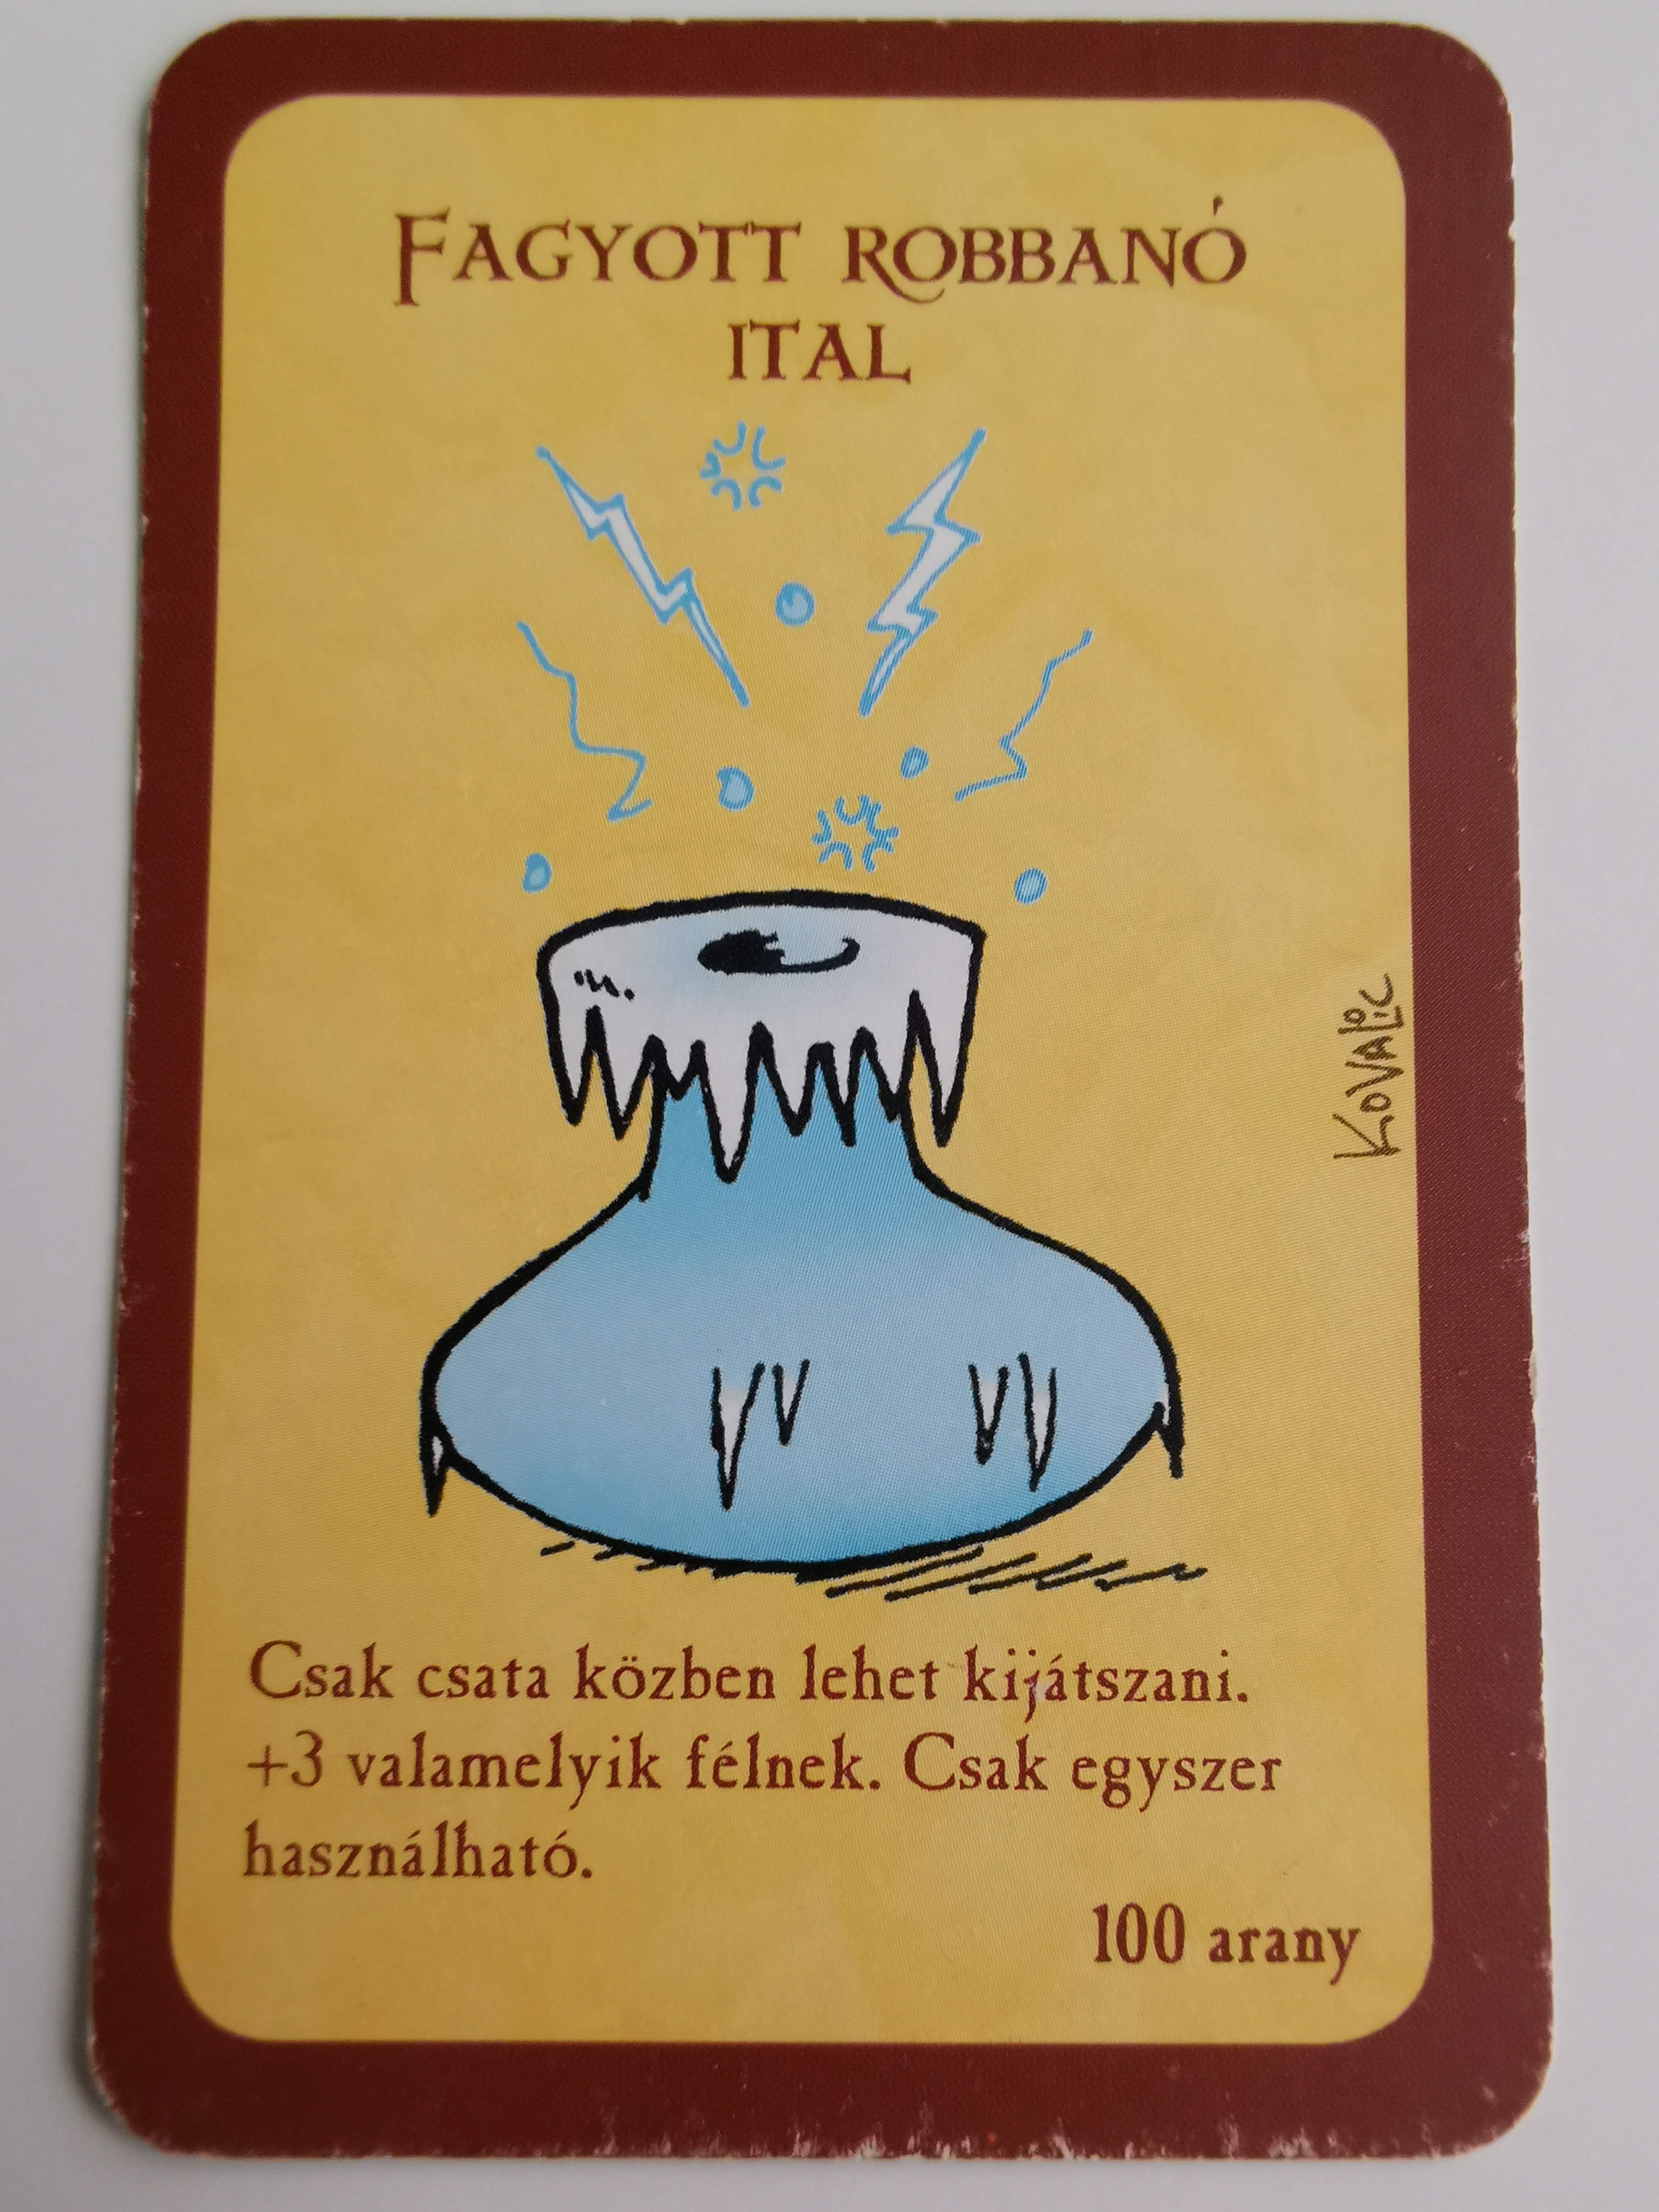 FAGYOTT ROBBANÓ
ITAL
KOVALIC
Csak csata közben lehet kijátszani.
+3 valamelyik félnek. Csak egyszer
használható.
100 arany